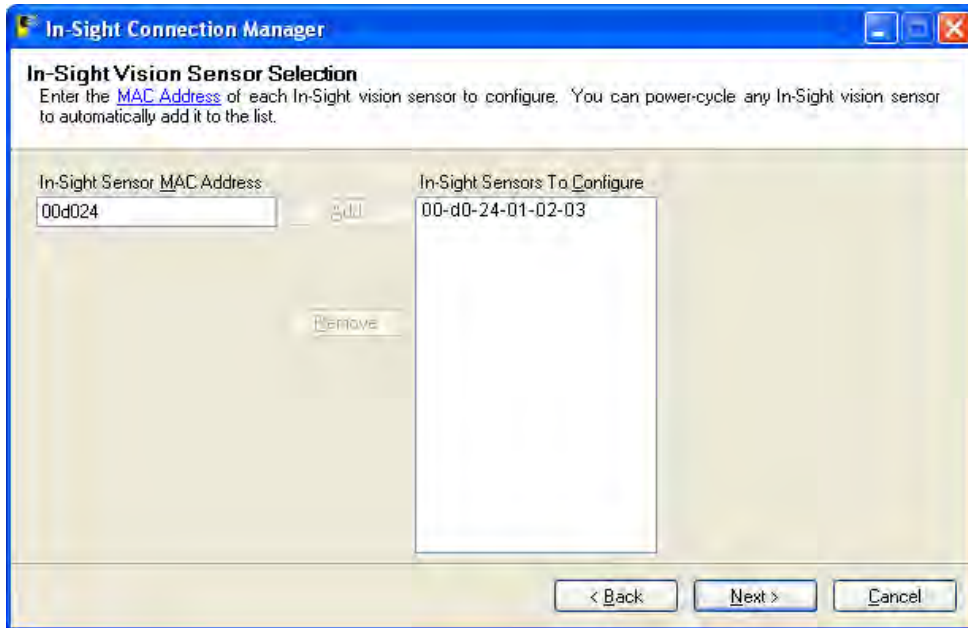 In-Sight Connection Manager
In-Sight Vision Sensor Selection
Enter the MAC Address of each In-Sight vision sensor to configure. You can power-cycle any In-Sight vision sensor
to automatically add it to the list.
In-Sight Sensor MAC Address
In-Sight Sensors To Configure
00d024
Add
00-d0-24-01-02-03
Remove
< Back
Next >
Cancel